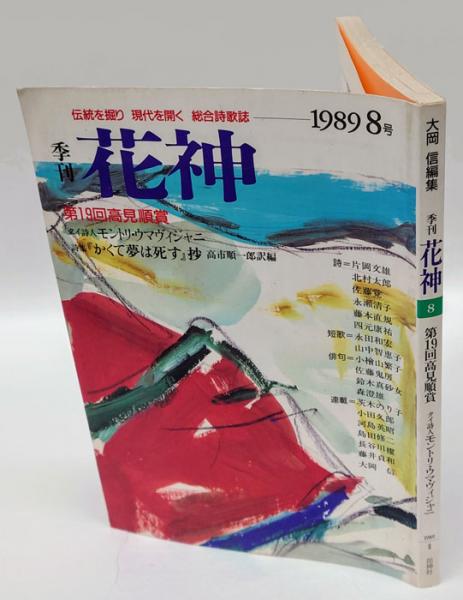 伝統を掘り 現代を開く 総合詩歌誌
1989 8号
季刊
花神
第19回高見順賞
タイ詩人モントリ・ウマヴィジャニ
詩集『かくて夢は死す』抄 高市順一郎訳編
詩=片岡文雄
北村太郎
佐藤
永瀬清子
藤本直規
四元康祐
短歌=永田和宏
山中智恵子
俳句=小檜山繁子
佐藤鬼房
鈴木真砂女
森澄雄
連載=茨木のり子
小田久郎
河島英昭
島田修二
長谷川櫂
藤井貞和
大岡信
大岡 信編集
季刊
花神
8
第19回高見順賞
タイ詩人モントリ・ウマヴィジャニ
花神社